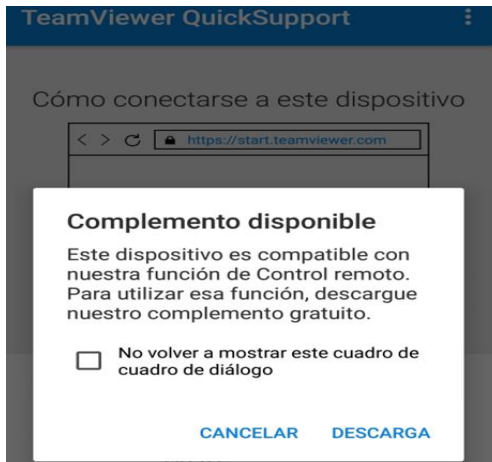 TeamViewer QuickSupport
Cómo conectarse a este dispositivo
https://start.teamviewer.com
Complemento disponible
Este dispositivo es compatible con
nuestra función de Control remoto.
Para utilizar esa función, descargue
nuestro complemento gratuito.
No volver a mostrar este cuadro de
cuadro de diálogo
CANCELAR DESCARGA